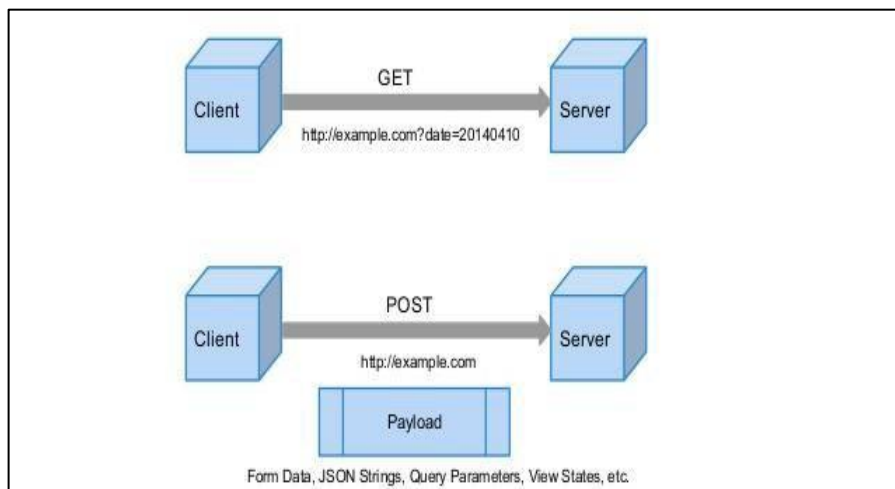 GET
Client
Server
http://example.com?date=20140410
POST
Client
Server
http://example.com
Payload
Form Data, JSON Strings, Query Parameters, View States, etc.